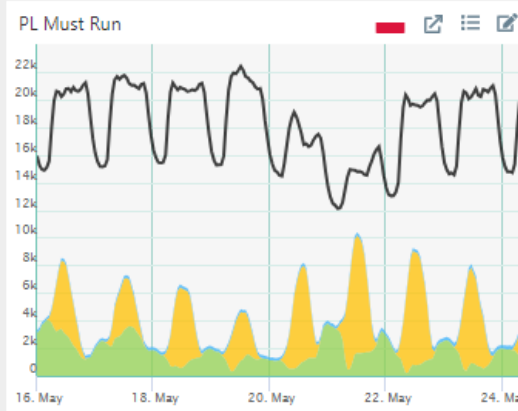 PL Must Run
22k
20k
18k
16k
14k
12k
10k
8k
6k
4k
2k
0
16. May 18. May 20. May 22. May 24. Ma